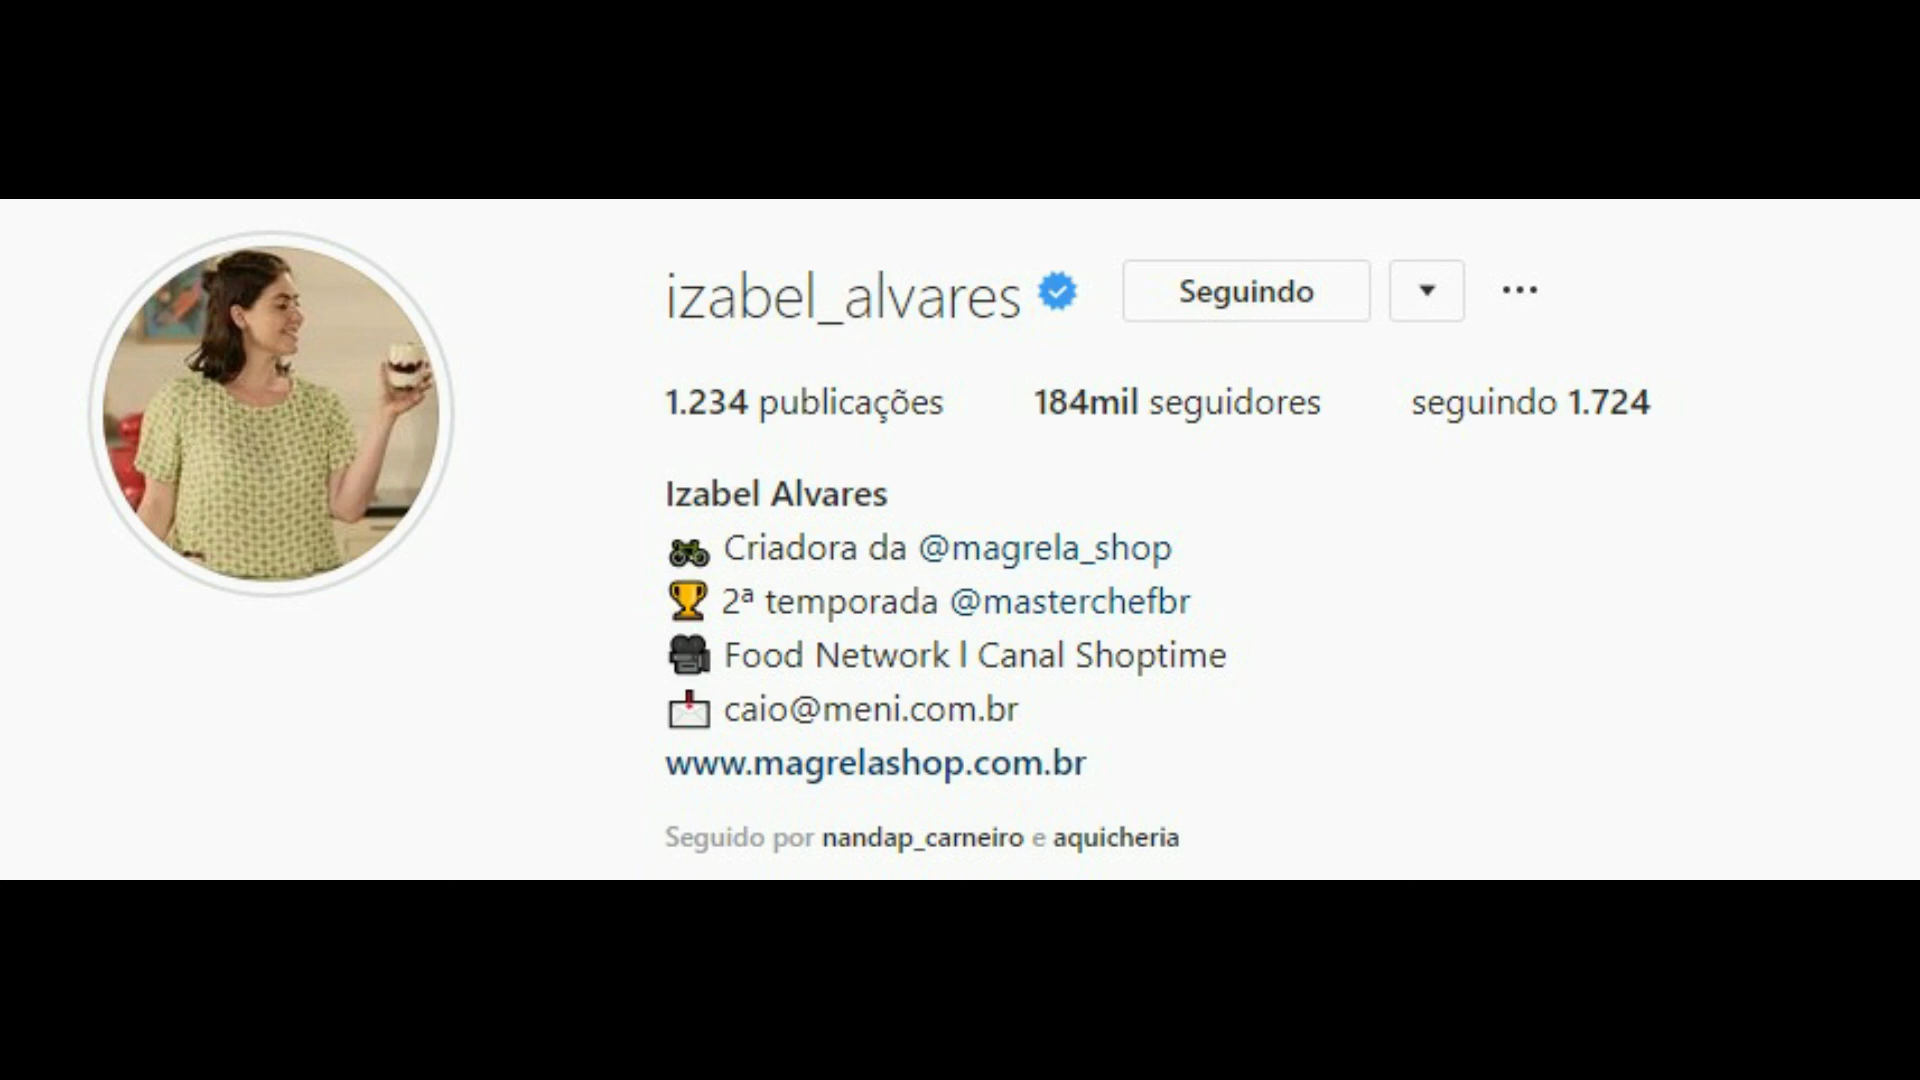 izabel_alvares Seguindo
1.234 publicações 184mil seguidores seguindo 1.724
Izabel Alvares
Criadora da @magrela_shop
2ª temporada @masterchefbr
Food Network l Canal Shoptime
caio@meni.com.br
www.magrelashop.com.br
Seguido por nandap_carneiro e aquicheria